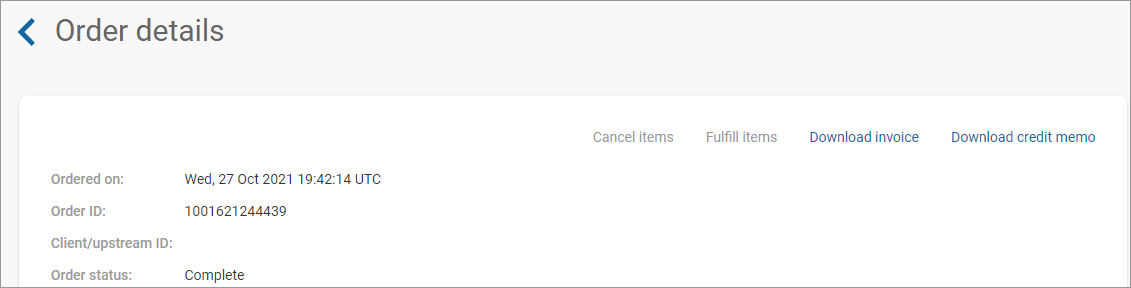 Order details
Cancel items Fulfill items Download invoice Download credit memo
Ordered on: Wed, 27 Oct 2021 19:42:14 UTC
Order ID: 1001621244439
Client/upstream ID:
Order status: Complete